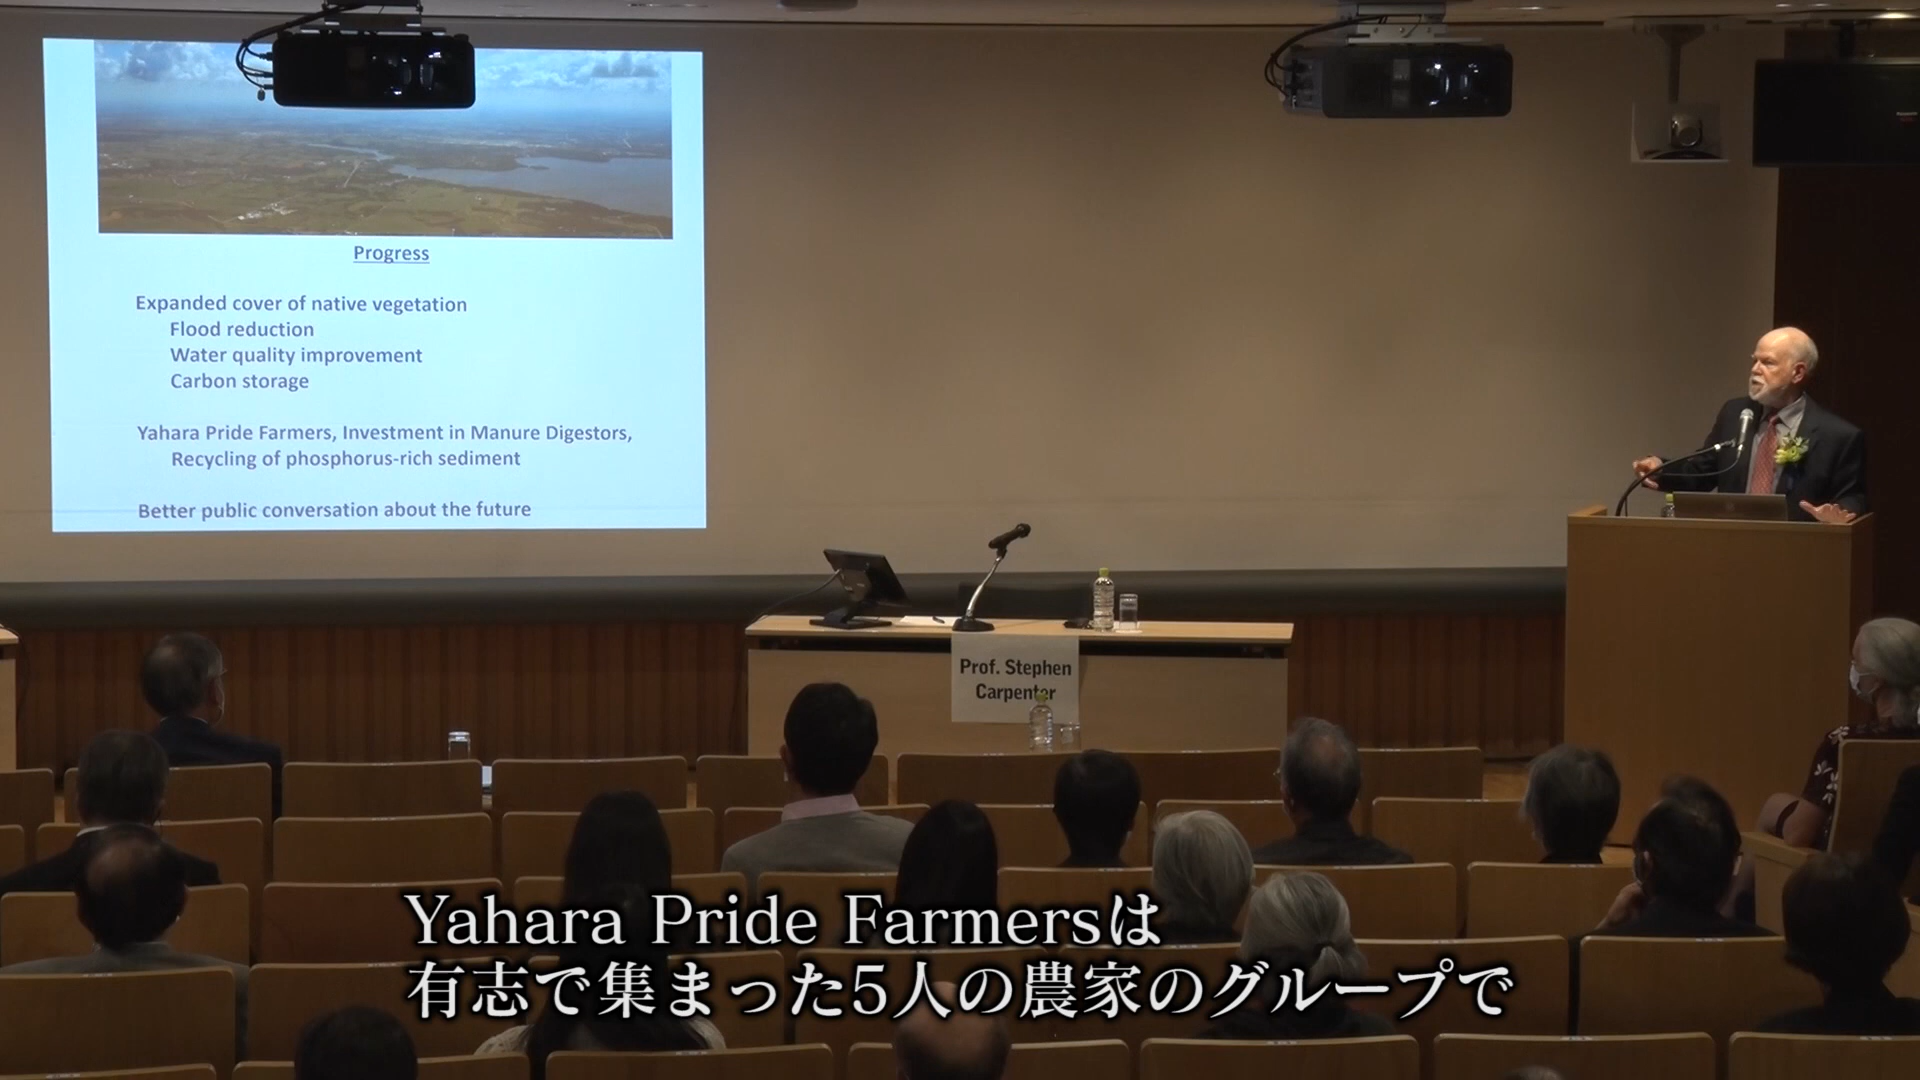 Progress
Expanded cover of native vegetation
Flood reduction
Water quality improvement
Carbon storage
Yahara Pride Farmers, Investment in Manure Digestors,
Recycling of phosphorus-rich sediment
Better public conversation about the future
Prof. Stephen
Carpenter
Yahara Pride Farmersは
有志で集まった5人の農家のグループで